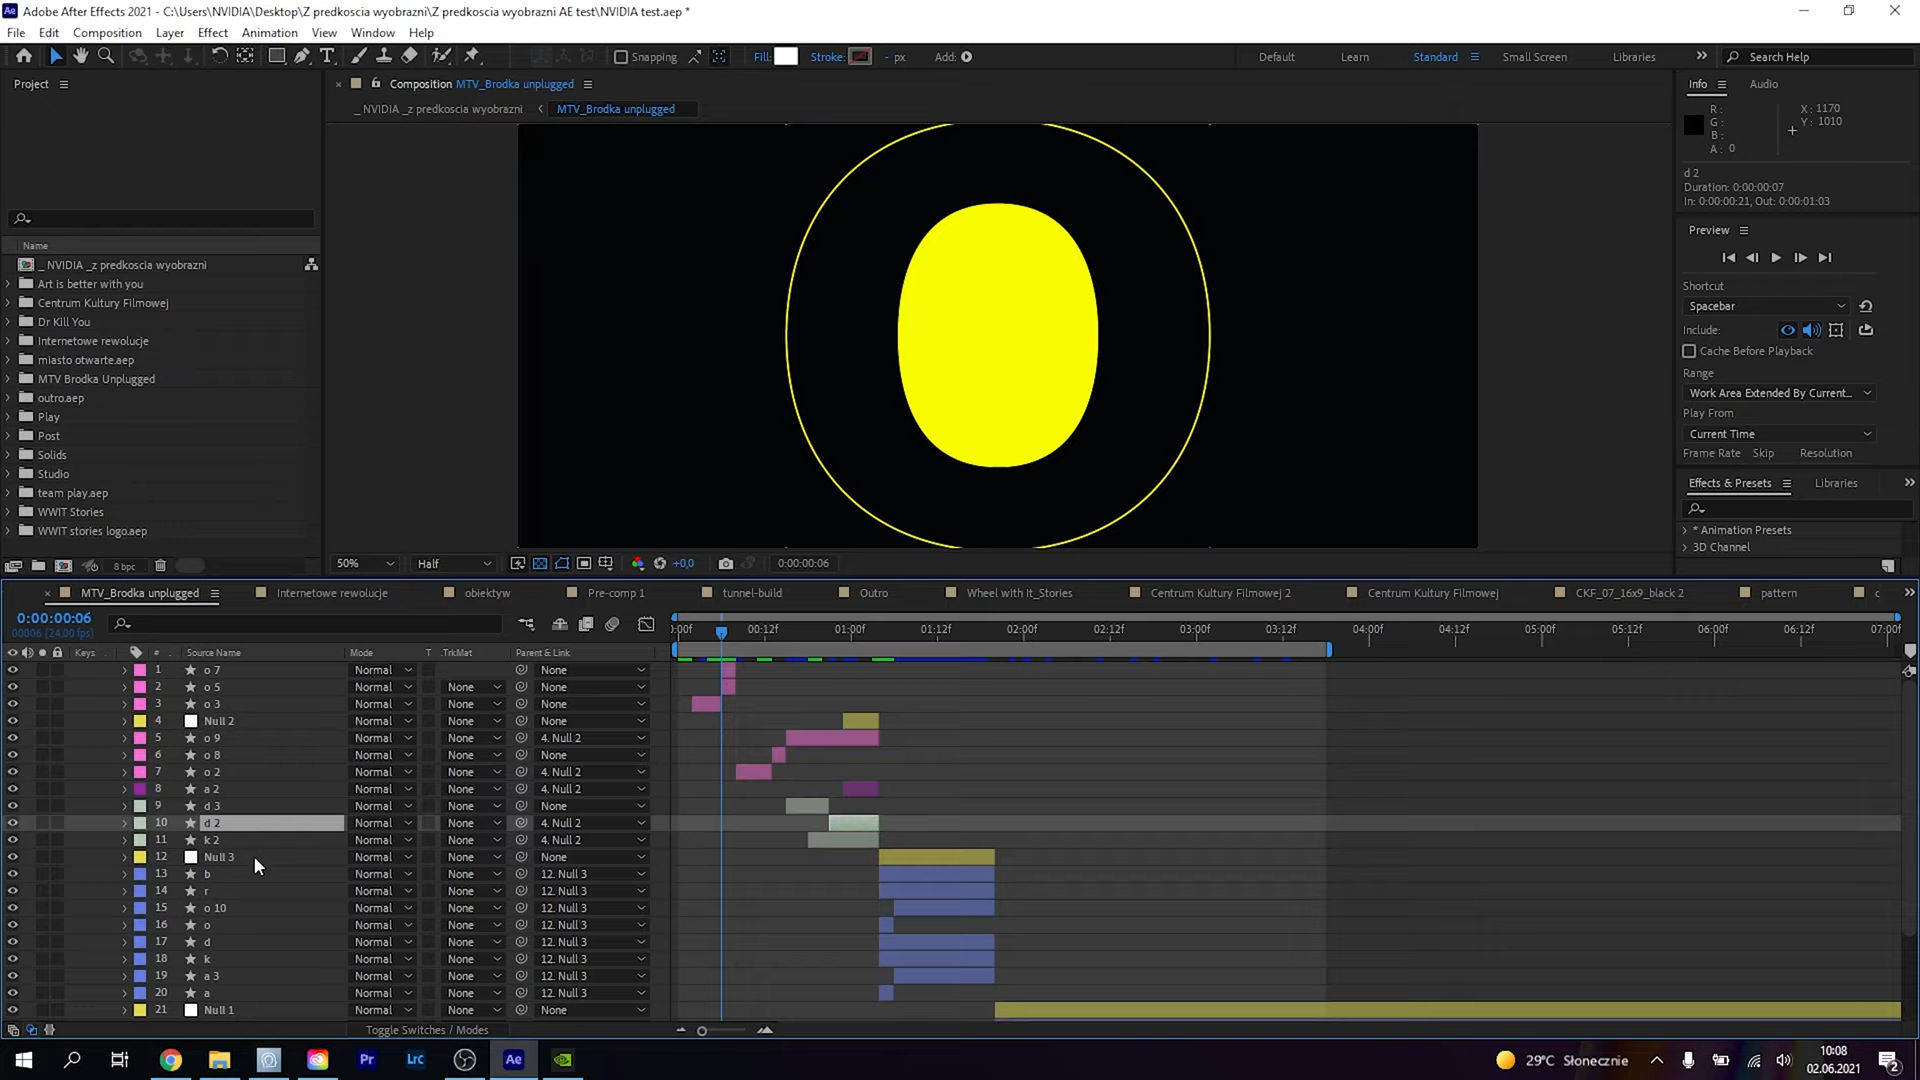 Adobe After Effects 2021 - C:\Users\NVIDIA\Desktop\Z predkoscia wyobrazni\Z predkoscia wyobrazni AE test\NVIDIA test.aep *
File Edit Composition Layer Effect Animation View Window Help
Snapping Fill: Stroke: - px Add: Default Learn Standard Small Screen Libraries Search Help
Project
Composition MTV_Brodka unplugged
_ NVIDIA _z predkoscia wyobrazni MTV_Brodka unplugged
Name
_ NVIDIA _z predkoscia wyobrazni
Art is better with you
Centrum Kultury Filmowej
Dr Kill You
Internetowe rewolucje
miasto otwarte.aep
MTV Brodka Unplugged
outro.aep
Play
Post
Solids
Studio
team play.aep
WWIT Stories
WWIT stories logo.aep
8 bpc
50% Half +0,0 0:00:00:06
Info Audio
R: X: 1170
G: Y: 1010
B:
A: 0
d 2
Duration: 0:00:00:07
In: 0:00:00:21, Out: 0:00:01:03
Preview
Shortcut
Spacebar
Include:
Cache Before Playback
Range
Work Area Extended By Current...
Play From
Current Time
Frame Rate Skip Resolution
Effects & Presets Libraries
* Animation Presets
3D Channel
MTV_Brodka unplugged Internetowe rewolucje obiektyw Pre-comp 1 tunnel-build Outro Wheel with It_Stories Centrum Kultury Filmowej 2 Centrum Kultury Filmowej CKF_07_16x9_black 2 pattern c
0:00:00:06
00006 (24.00 fps)
:00f 00:12f 01:00f 01:12f 02:00f 02:12f 03:00f 03:12f 04:00f 04:12f 05:00f 05:12f 06:00f 06:12f 07:00f
Keys # Source Name Mode T .TrkMat Parent & Link
1 o 7 Normal None
2 o 5 Normal None None
3 o 3 Normal None None
4 Null 2 Normal None None
5 o 9 Normal None 4. Null 2
6 o 8 Normal None None
7 o 2 Normal None 4. Null 2
8 a 2 Normal None 4. Null 2
9 d 3 Normal None None
10 d 2 Normal None 4. Null 2
11 k 2 Normal None 4. Null 2
12 Null 3 Normal None None
13 b Normal None 12. Null 3
14 r Normal None 12. Null 3
15 o 10 Normal None 12. Null 3
16 o Normal None 12. Null 3
17 d Normal None 12. Null 3
18 k Normal None 12. Null 3
19 a 3 Normal None 12. Null 3
20 a Normal None 12. Null 3
21 Null 1 Normal None None
Toggle Switches / Modes
Pr Lrc Ae
29°C Słonecznie
10:08
02.06.2021
2